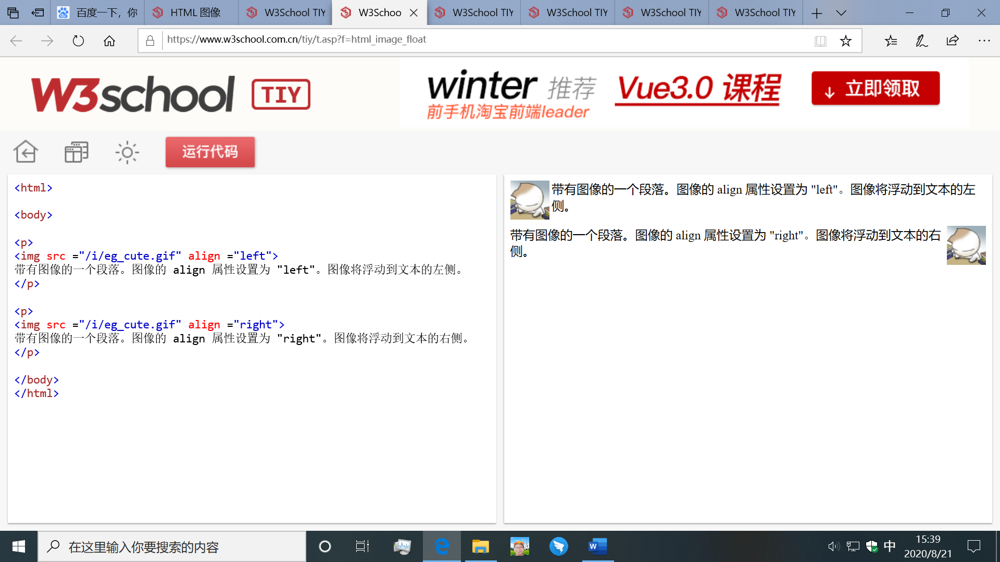 百度一下，你
HTML 图像
W3School TIY
W3Schoo
W3School TIY
W3School TIY
W3School TIY
W3School TIY
https://www.w3school.com.cn/tiy/t.asp?f=html_image_float
W3school TIY
winter 推荐
前手机淘宝前端leader
Vue3.0 课程
立即领取
运行代码
<html>
<body>
<p>
<img src ="/i/eg_cute.gif" align ="left">
带有图像的一个段落。图像的 align 属性设置为 "left"。图像将浮动到文本的左侧。
</p>
<p>
<img src ="/i/eg_cute.gif" align ="right">
带有图像的一个段落。图像的 align 属性设置为 "right"。图像将浮动到文本的右侧。
</p>
</body>
</html>
带有图像的一个段落。图像的 align 属性设置为 "left"。图像将浮动到文本的左
侧。
带有图像的一个段落。图像的 align 属性设置为 "right"。图像将浮动到文本的右
侧。
在这里输入你要搜索的内容
中
15:39
2020/8/21